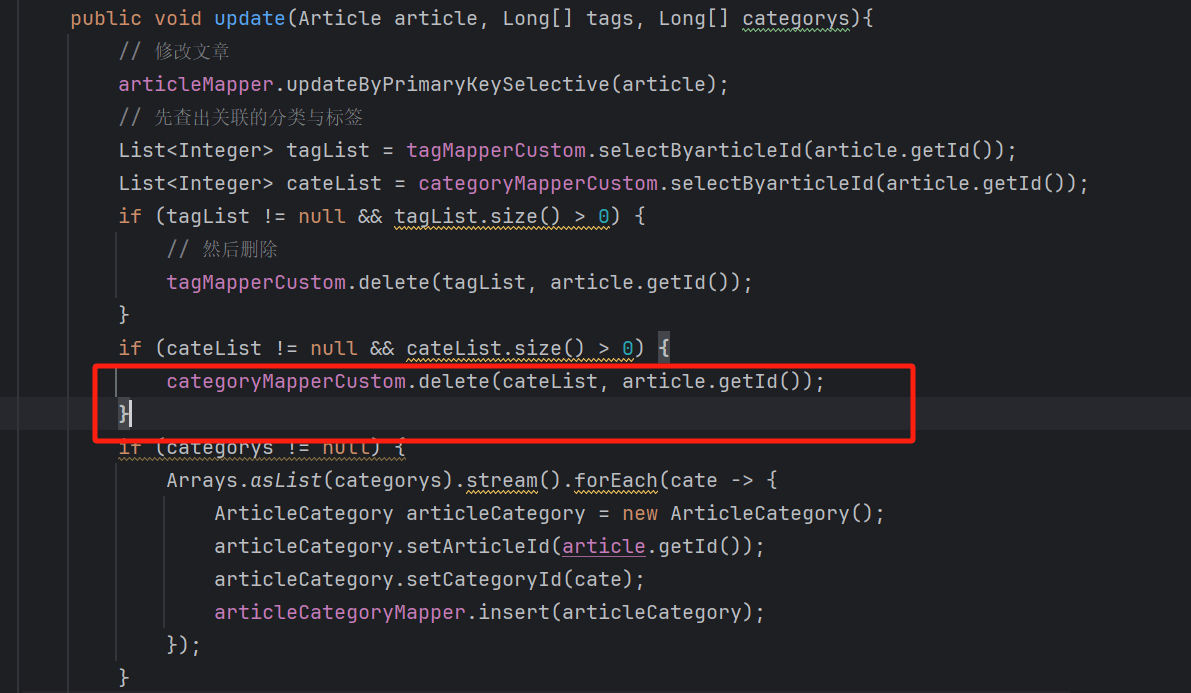 public void update(Article article, Long[] tags, Long[] categorys){
// 修改文章
articleMapper.updateByPrimaryKeySelective(article);
// 先查出关联的分类与标签
List<Integer> tagList = tagMapperCustom.selectByarticleId(article.getId());
List<Integer> cateList = categoryMapperCustom.selectByarticleId(article.getId());
if (tagList != null && tagList.size() > 0) {
// 然后删除
tagMapperCustom.delete(tagList, article.getId());
}
if (cateList != null && cateList.size() > 0) {
categoryMapperCustom.delete(cateList, article.getId());
}
if (categorys != null) {
Arrays.asList(categorys).stream().forEach(cate -> {
ArticleCategory articleCategory = new ArticleCategory();
articleCategory.setArticleId(article.getId());
articleCategory.setCategoryId(cate);
articleCategoryMapper.insert(articleCategory);
});
}